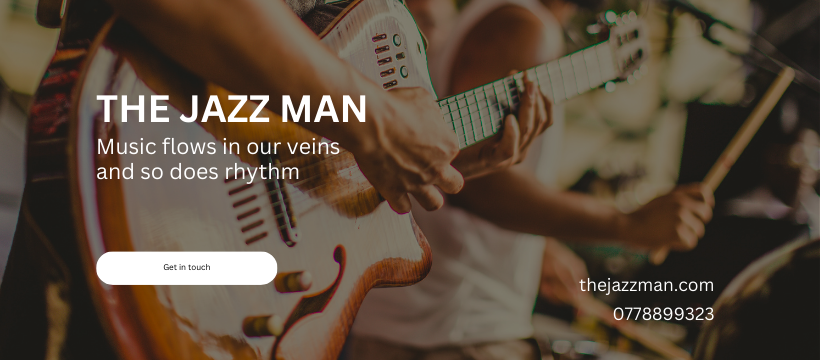 THE JAZZ MAN
Music flows in our veins
and so does rhythm
Get in touch
thejazzman.com
0778899323